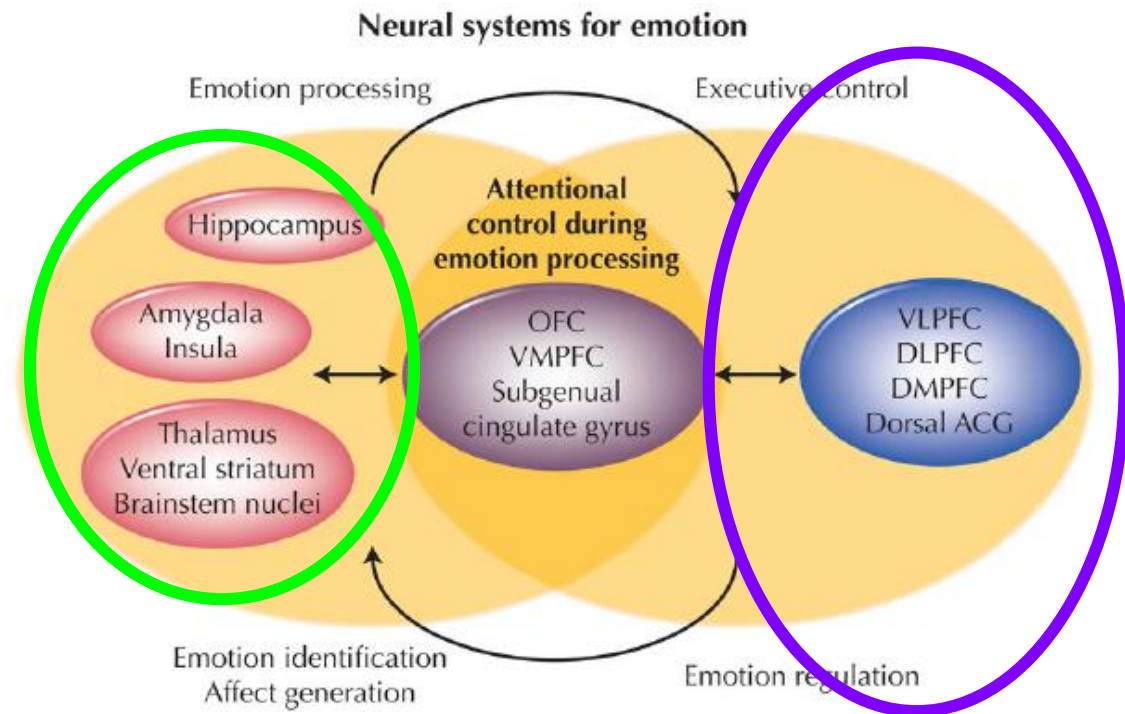 Neural systems for emotion
Emotion processing
Executive control
Attentional
control during
emotion processing
Hippocampus
Amygdala
Insula
Thalamus
Ventral striatum
Brainstem nuclei
OFC
VMPFC
Subgenual
cingulate gyrus
VLPFC
DLPFC
DMPFC
Dorsal ACG
Emotion identification
Affect generation
Emotion regulation